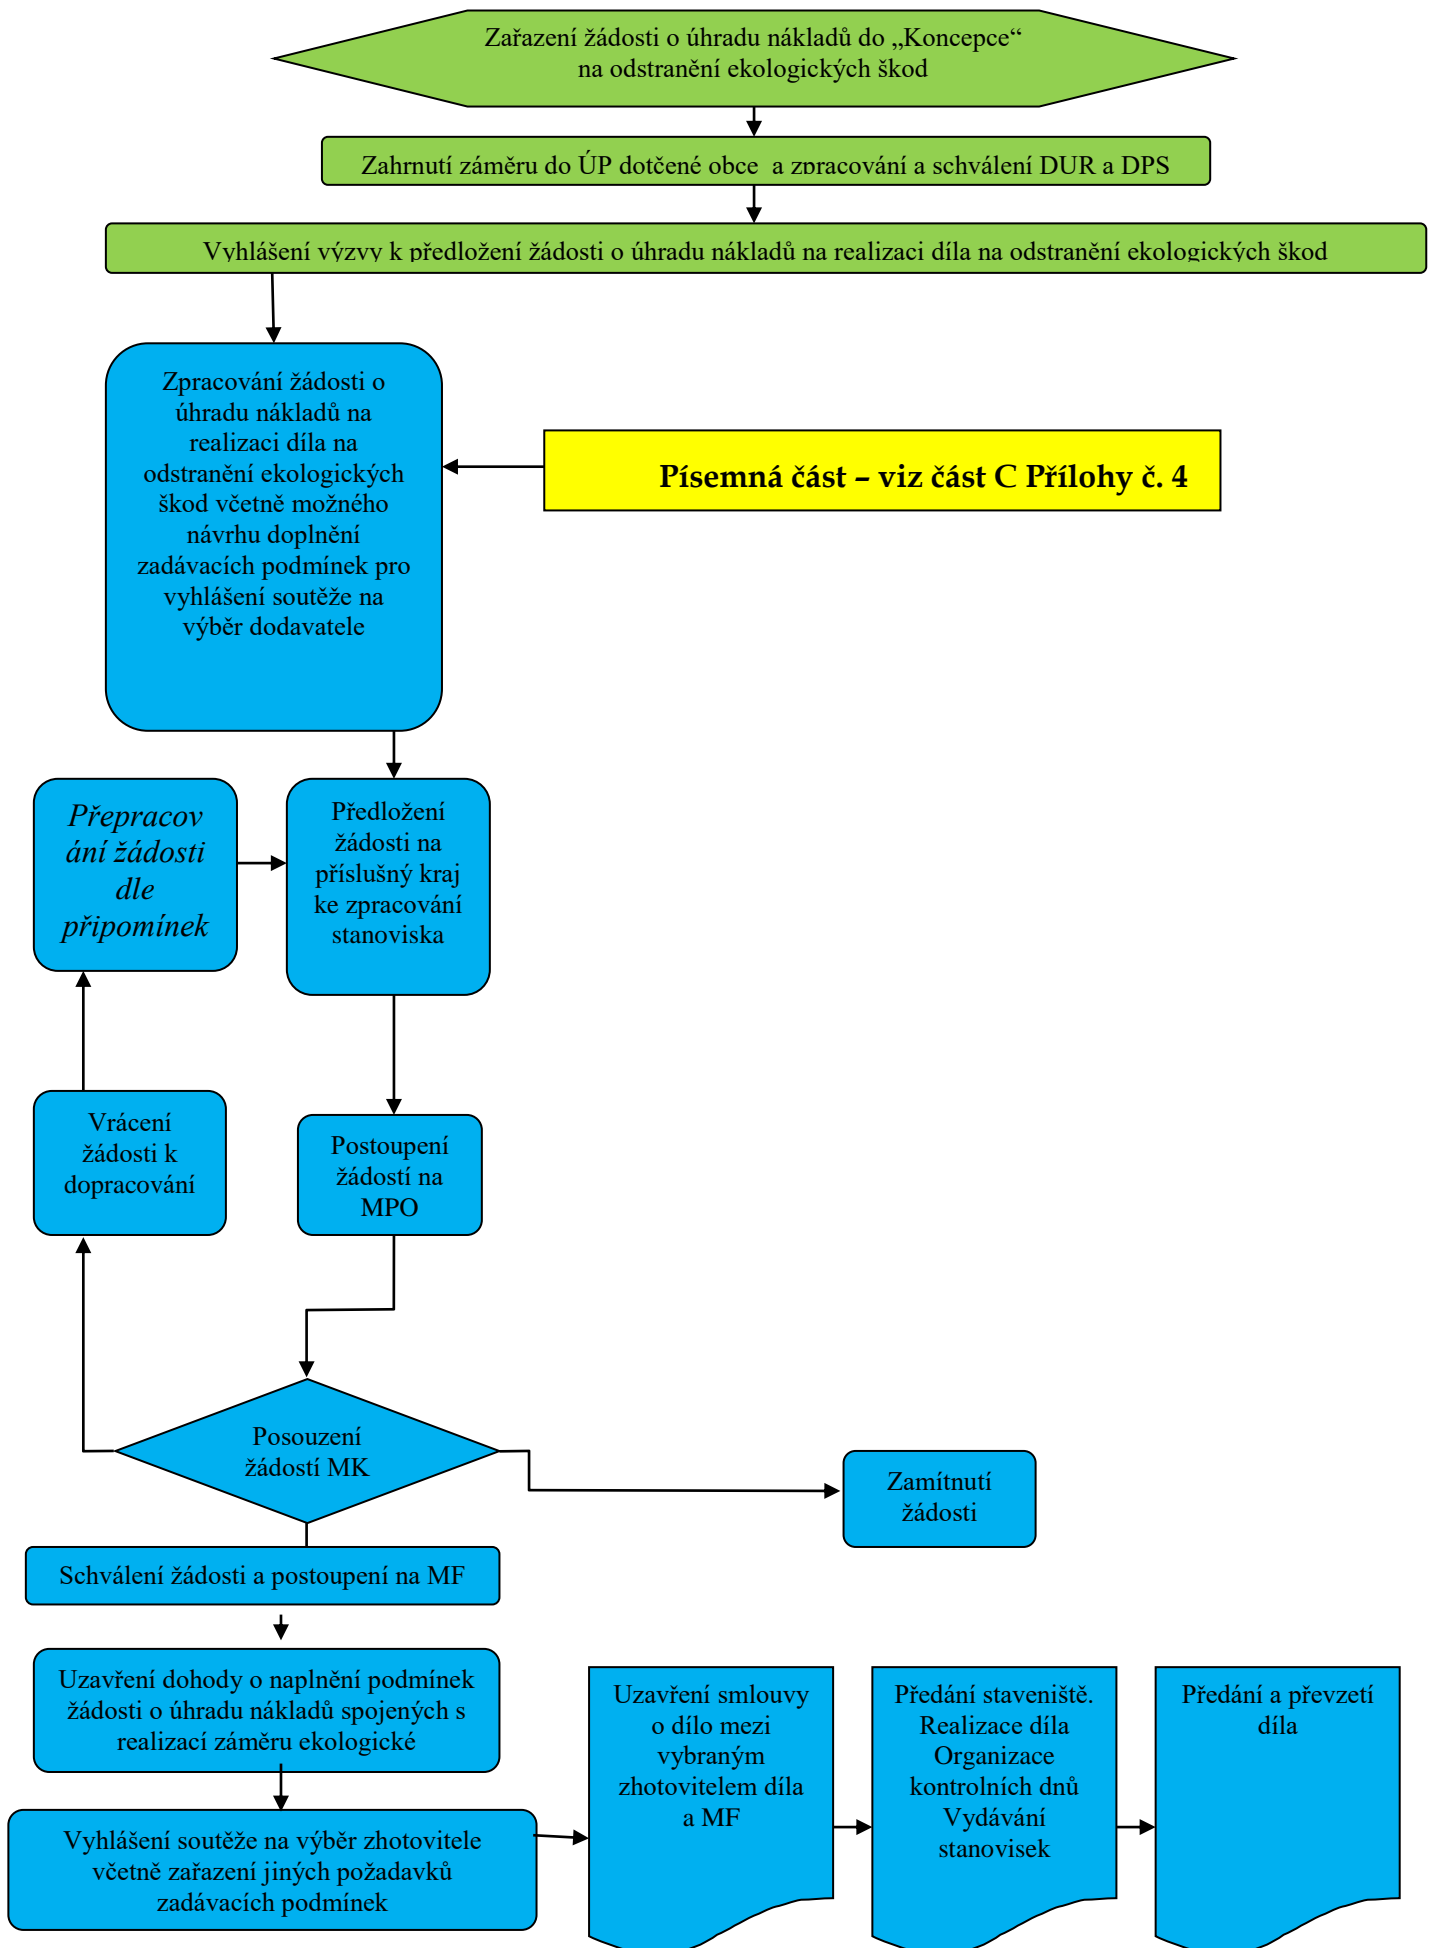 Zařazení žádosti o úhradu nákladů do „Koncepce“
na odstranění ekologických škod
Zahrnutí záměru do ÚP dotčené obce  a zpracování a schválení DUR a DPS
Vyhlášení výzvy k předložení žádosti o úhradu nákladů na realizaci díla na odstranění ekologických škod
Zpracování žádosti o
úhradu nákladů na
realizaci díla na
odstranění ekologických
škod včetně možného
návrhu doplnění
zadávacích podmínek pro
vyhlášení soutěže na
výběr dodavatele
Písemná část – viz část C Přílohy č. 4
Přepracov
ání žádosti
dle
připomínek
Předložení
žádosti na
příslušný kraj
ke zpracování
stanoviska
Vrácení
žádosti k
dopracování
Postoupení
žádostí na
MPO
Posouzení
žádostí MK
Zamítnutí
žádosti
Schválení žádosti a postoupení na MF
Uzavření dohody o naplnění podmínek
žádosti o úhradu nákladů spojených s
realizací záměru ekologické
Vyhlášení soutěže na výběr zhotovitele
včetně zařazení jiných požadavků
zadávacích podmínek
Uzavření smlouvy
o dílo mezi
vybraným
zhotovitelem díla
a MF
Předání staveniště.
Realizace díla
Organizace
kontrolních dnů
Vydávání
stanovisek
Předání a převzetí
díla